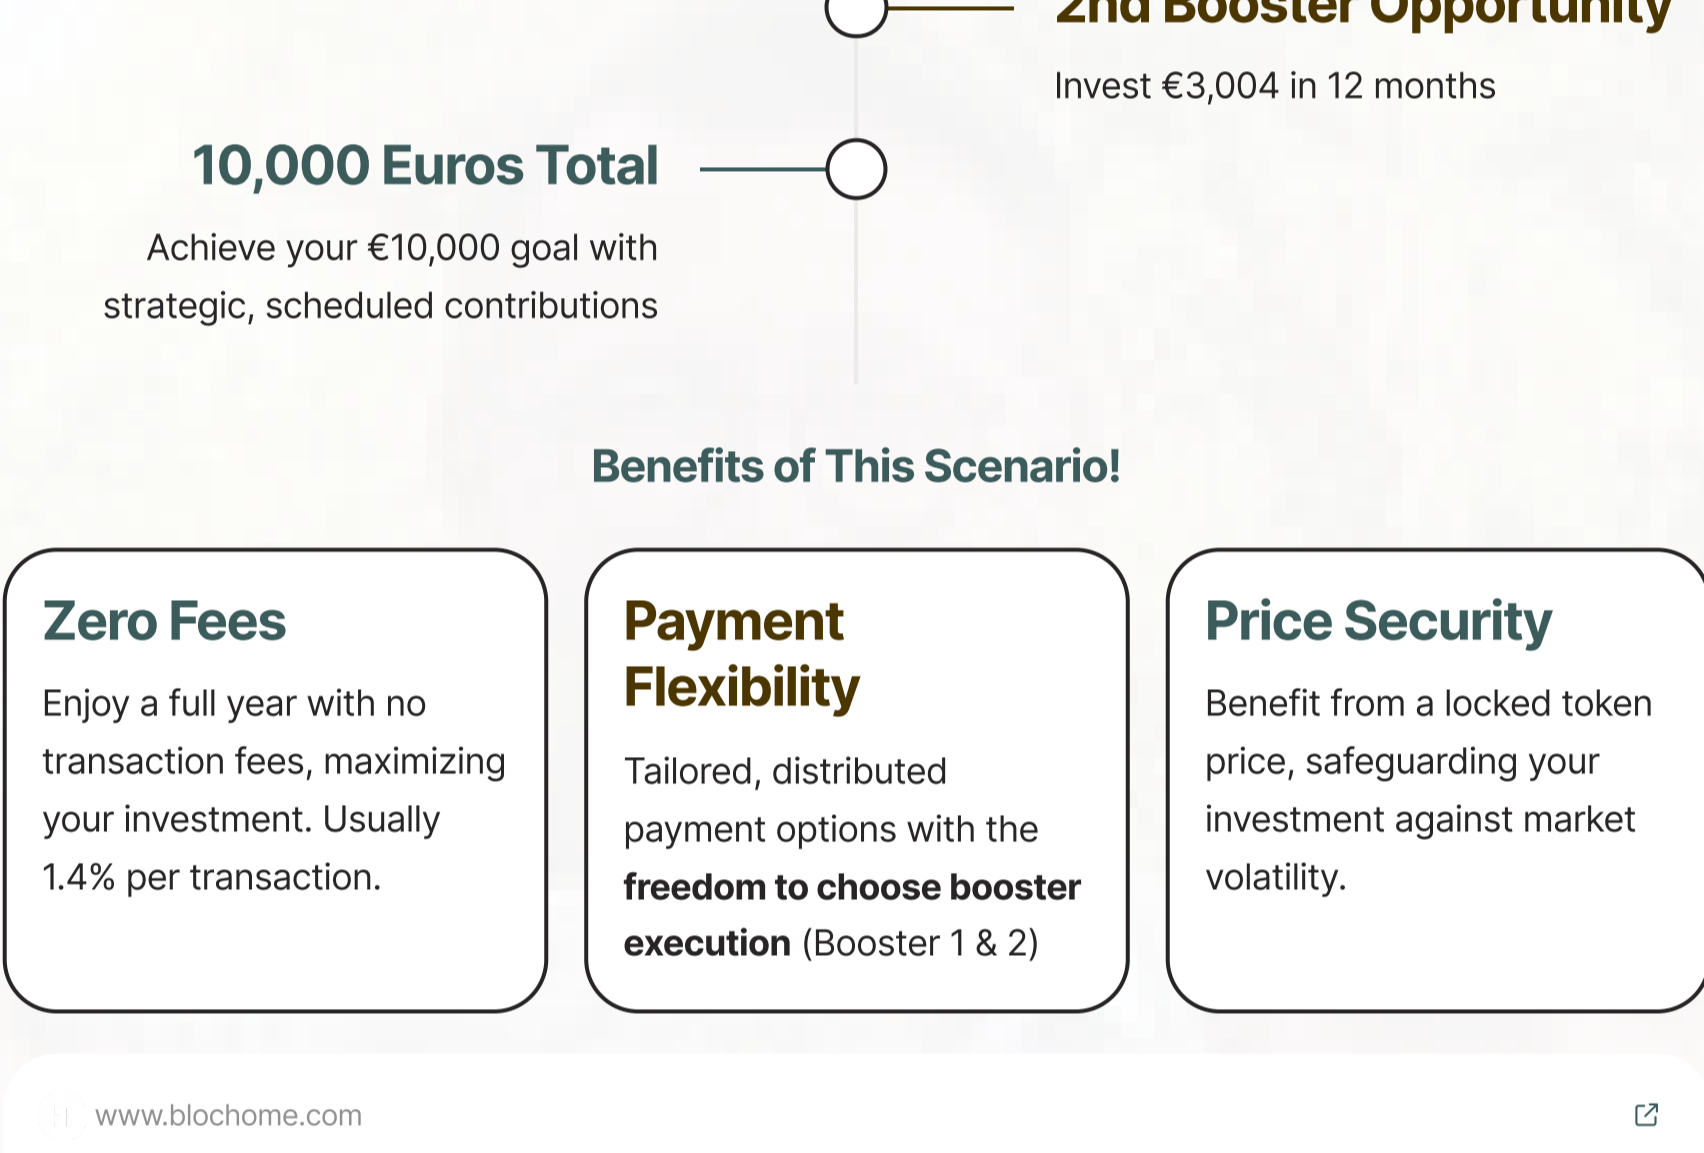 2nd Booster Opportunity
Invest €3,004 in 12 months
10,000 Euros Total
Achieve your €10,000 goal with
strategic, scheduled contributions
Benefits of This Scenario!
Zero Fees
Enjoy a full year with no
transaction fees, maximizing
your investment. Usually
1.4% per transaction.
Payment
Flexibility
Tailored, distributed
payment options with the
freedom to choose booster
execution (Booster 1 & 2)
Price Security
Benefit from a locked token
price, safeguarding your
investment against market
volatility.
www.blochome.com